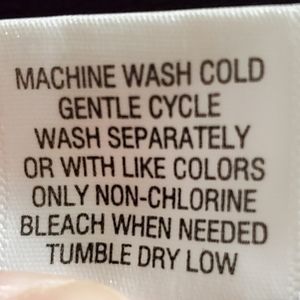 MACHINE WASH COLD
GENTLE CYCLE
WASH SEPARATELY
OR WITH LIKE COLORS
ONLY NON-CHLORINE
BLEACH WHEN NEEDED
TUMBLE DRY LOW